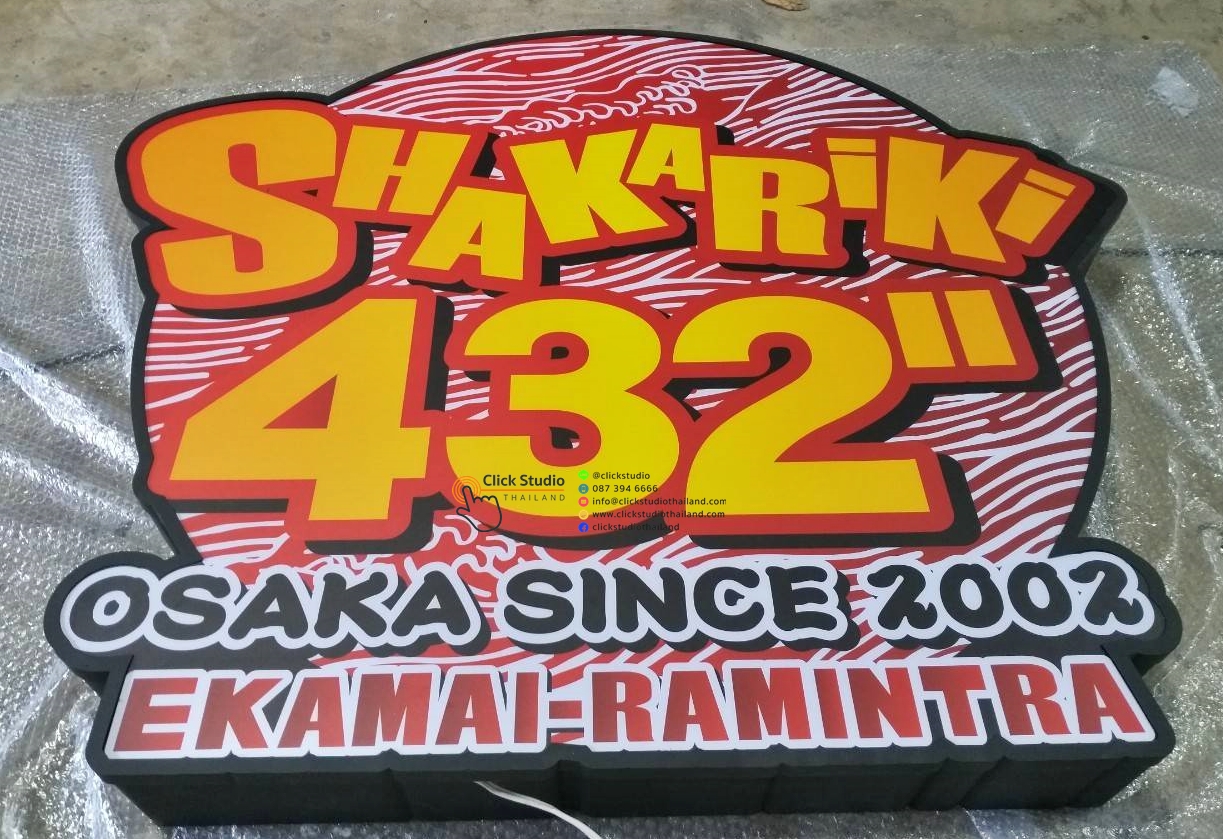 SHAKARiKi
432"
Click Studio
THAILAND
@clickstudio
087 394 6666
info@clickstudiothailand.com
www.clickstudiothailand.com
clickstudiothailand
OSAKA SINCE 2002
EKAMAI-RAMINTRA